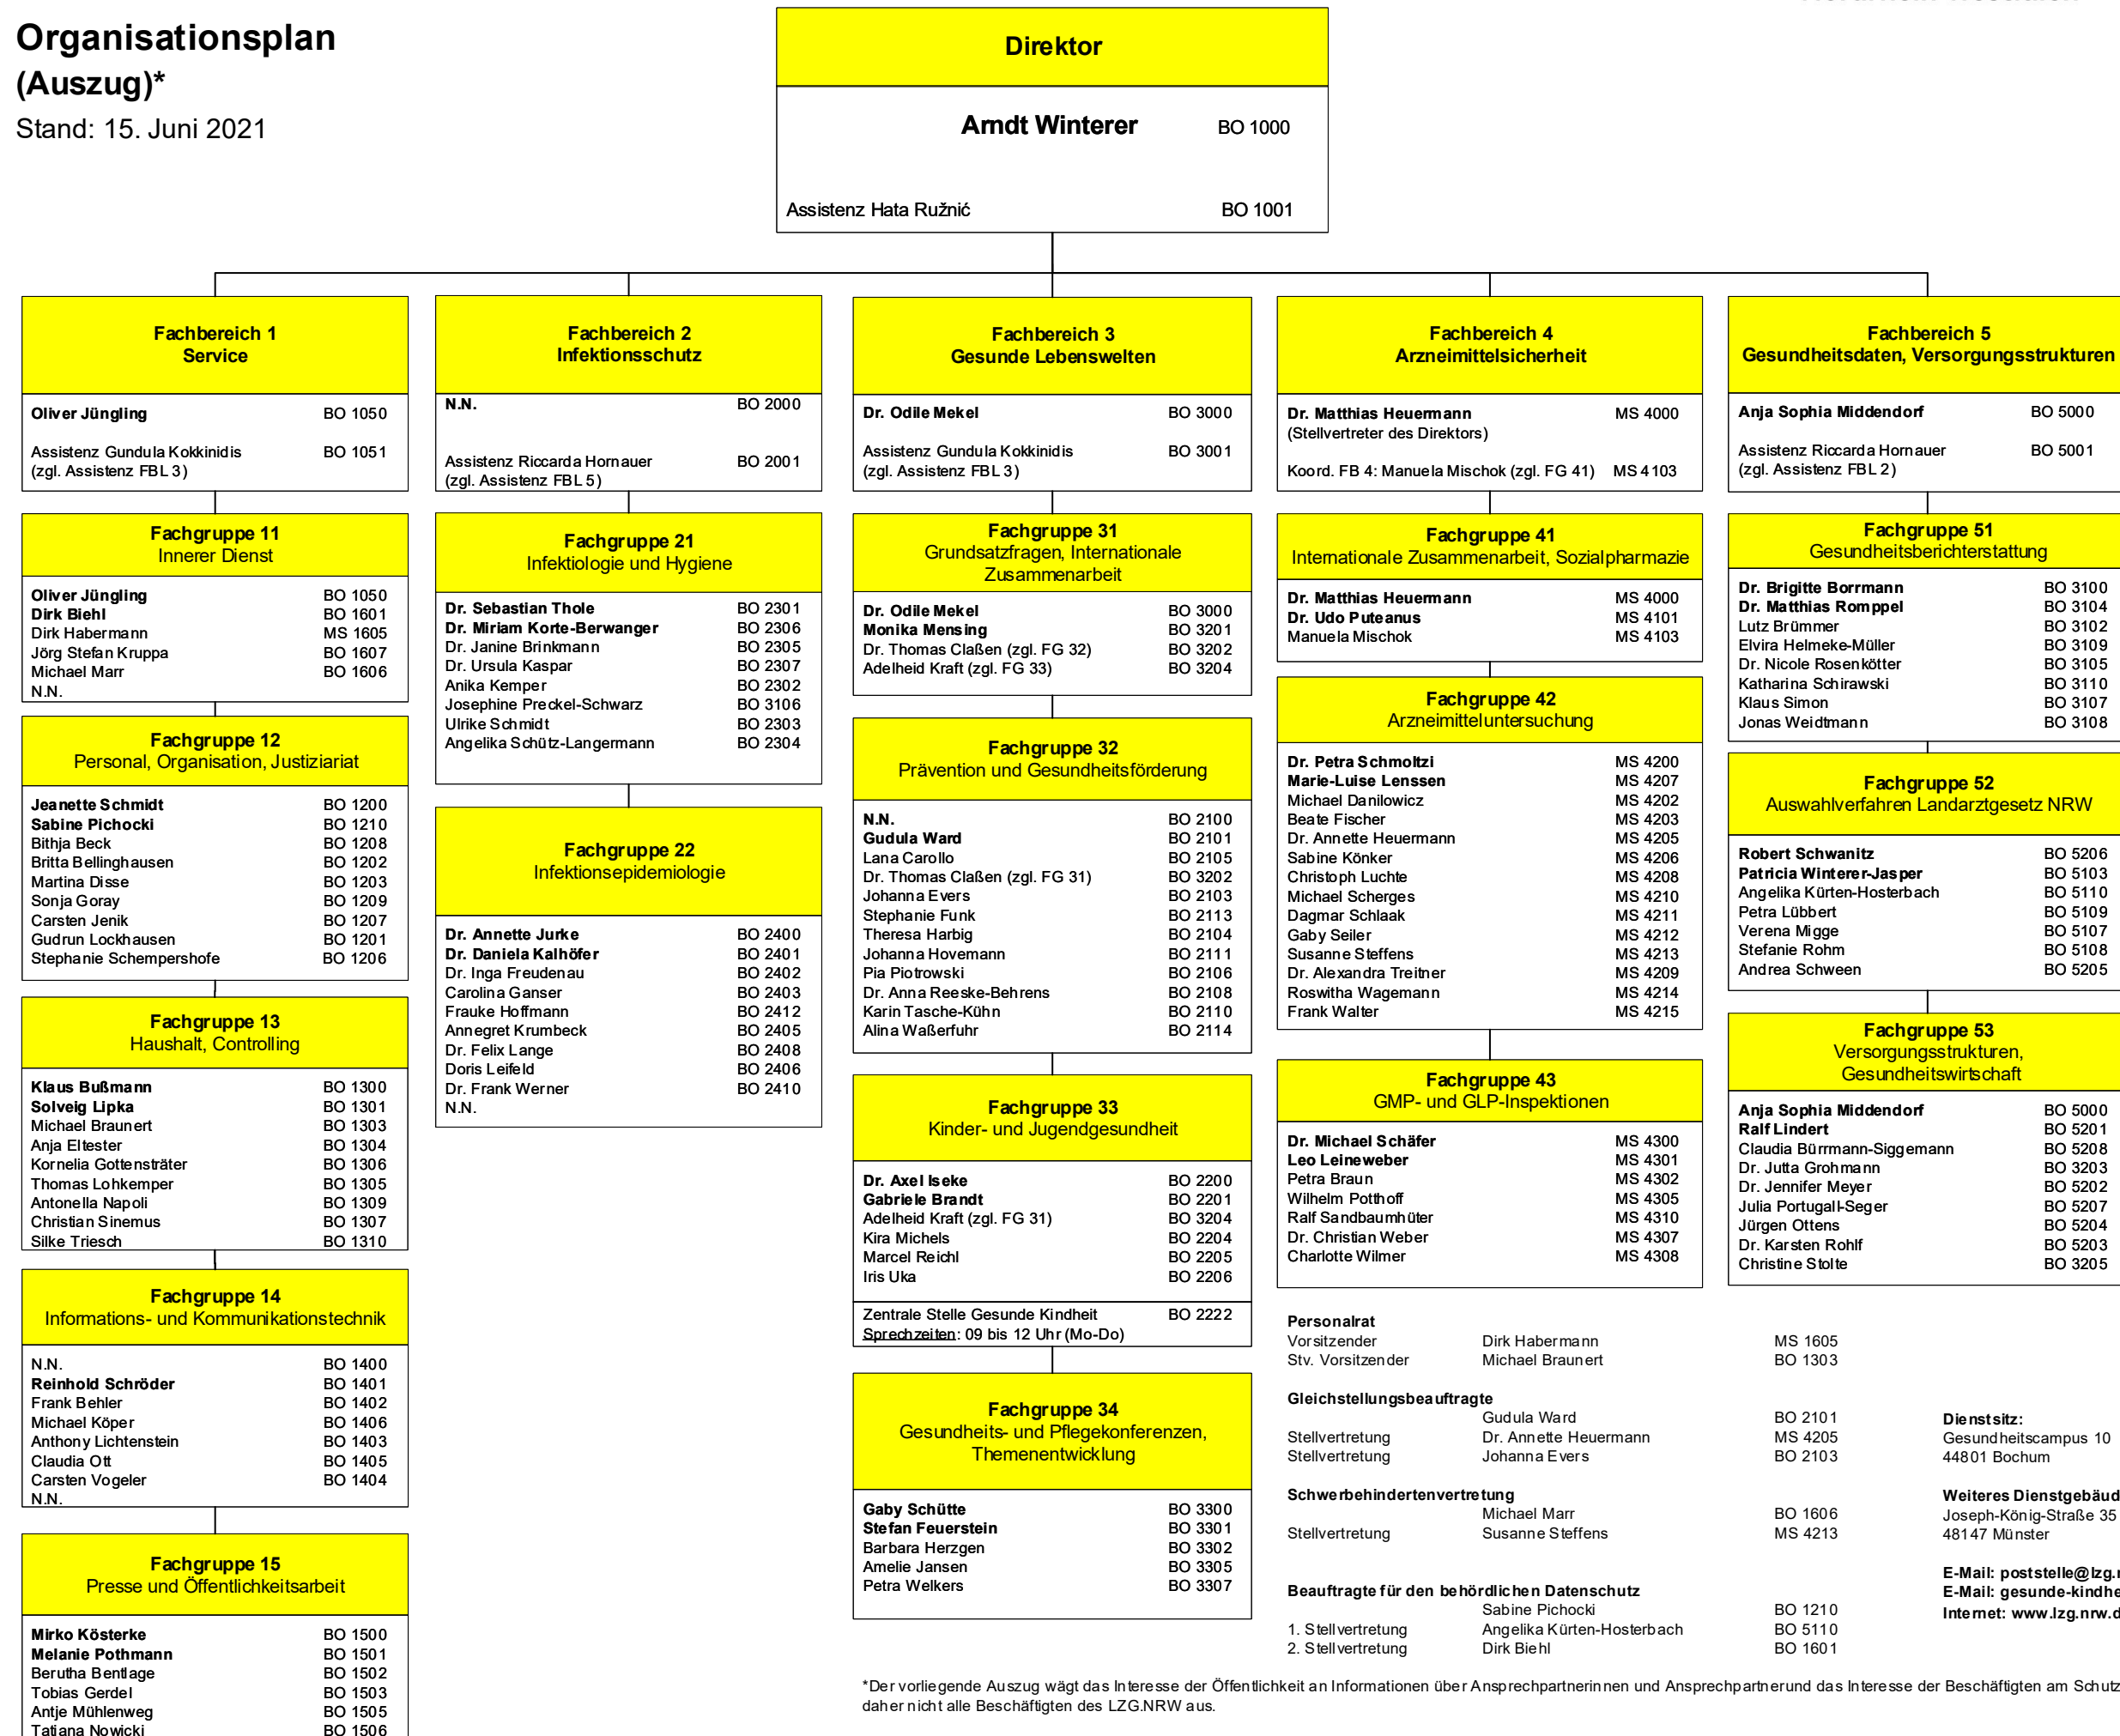 Organisationsplan
(Auszug)*
Stand: 15. Juni 2021
Direktor
Arndt Winterer BO 1000
Assistenz Hata Ružnić BO 1001
Fachbereich 1
Service
Oliver Jüngling BO 1050
Assistenz Gundula Kokkinidis BO 1051
(zgl. Assistenz FBL 3)
Fachgruppe 11
Innerer Dienst
Oliver Jüngling BO 1050
Dirk Biehl BO 1601
Dirk Habermann MS 1605
Jörg Stefan Kruppa BO 1607
Michael Marr BO 1606
N.N.
Fachgruppe 12
Personal, Organisation, Justiziariat
Jeanette Schmidt BO 1200
Sabine Pichocki BO 1210
Bithja Beck BO 1208
Britta Bellinghausen BO 1202
Martina Disse BO 1203
Sonja Goray BO 1209
Carsten Jenik BO 1207
Gudrun Lockhausen BO 1201
Stephanie Schempershofe BO 1206
Fachgruppe 13
Haushalt, Controlling
Klaus Bußmann BO 1300
Solveig Lipka BO 1301
Michael Braunert BO 1303
Anja Eltester BO 1304
Kornelia Gottensträter BO 1306
Thomas Lohkemper BO 1305
Antonella Napoli BO 1309
Christian Sinemus BO 1307
Silke Triesch BO 1310
Fachgruppe 14
Informations- und Kommunikationstechnik
N.N. BO 1400
Reinhold Schröder BO 1401
Frank Behler BO 1402
Michael Köper BO 1406
Anthony Lichtenstein BO 1403
Claudia Ott BO 1405
Carsten Vogeler BO 1404
N.N.
Fachgruppe 15
Presse und Öffentlichkeitsarbeit
Mirko Kösterke BO 1500
Melanie Pothmann BO 1501
Berutha Bentlage BO 1502
Tobias Gerdel BO 1503
Antje Mühlenweg BO 1505
Tatjana Nowicki BO 1506
Fachbereich 2
Infektionsschutz
N.N. BO 2000
Assistenz Riccarda Hornauer BO 2001
(zgl. Assistenz FBL 5)
Fachgruppe 21
Infektiologie und Hygiene
Dr. Sebastian Thole BO 2301
Dr. Miriam Korte-Berwanger BO 2306
Dr. Janine Brinkmann BO 2305
Dr. Ursula Kaspar BO 2307
Anika Kemper BO 2302
Josephine Preckel-Schwarz BO 3106
Ulrike Schmidt BO 2303
Angelika Schütz-Langermann BO 2304
Fachgruppe 22
Infektionsepidemiologie
Dr. Annette Jurke BO 2400
Dr. Daniela Kalhöfer BO 2401
Dr. Inga Freudenau BO 2402
Carolina Ganser BO 2403
Frauke Hoffmann BO 2412
Annegret Krumbeck BO 2405
Dr. Felix Lange BO 2408
Doris Leifeld BO 2406
Dr. Frank Werner BO 2410
N.N.
Fachbereich 3
Gesunde Lebenswelten
Dr. Odile Mekel BO 3000
Assistenz Gundula Kokkinidis BO 3001
(zgl. Assistenz FBL 3)
Fachgruppe 31
Grundsatzfragen, Internationale
Zusammenarbeit
Dr. Odile Mekel BO 3000
Monika Mensing BO 3201
Dr. Thomas Claßen (zgl. FG 32) BO 3202
Adelheid Kraft (zgl. FG 33) BO 3204
Fachgruppe 32
Prävention und Gesundheitsförderung
N.N. BO 2100
Gudula Ward BO 2101
Lana Carollo BO 2105
Dr. Thomas Claßen (zgl. FG 31) BO 3202
Johanna Evers BO 2103
Stephanie Funk BO 2113
Theresa Harbig BO 2104
Johanna Hovemann BO 2111
Pia Piotrowski BO 2106
Dr. Anna Reeske-Behrens BO 2108
Karin Tasche-Kühn BO 2110
Alina Waßerfuhr BO 2114
Fachgruppe 33
Kinder- und Jugendgesundheit
Dr. Axel Iseke BO 2200
Gabriele Brandt BO 2201
Adelheid Kraft (zgl. FG 31) BO 3204
Kira Michels BO 2204
Marcel Reichl BO 2205
Iris Uka BO 2206
Zentrale Stelle Gesunde Kindheit BO 2222
Sprechzeiten: 09 bis 12 Uhr (Mo-Do)
Fachgruppe 34
Gesundheits- und Pflegekonferenzen,
Themenentwicklung
Gaby Schütte BO 3300
Stefan Feuerstein BO 3301
Barbara Herzgen BO 3302
Amelie Jansen BO 3305
Petra Welkers BO 3307
Fachbereich 4
Arzneimittelsicherheit
Dr. Matthias Heuermann MS 4000
(Stellvertreter des Direktors)
Koord. FB 4: Manuela Mischok (zgl. FG 41) MS 4103
Fachgruppe 41
Internationale Zusammenarbeit, Sozialpharmazie
Dr. Matthias Heuermann MS 4000
Dr. Udo Puteanus MS 4101
Manuela Mischok MS 4103
Fachgruppe 42
Arzneimitteluntersuchung
Dr. Petra Schmoltzi MS 4200
Marie-Luise Lenssen MS 4207
Michael Danilowicz MS 4202
Beate Fischer MS 4203
Dr. Annette Heuermann MS 4205
Sabine Könker MS 4206
Christoph Luchte MS 4208
Michael Scherges MS 4210
Dagmar Schlaak MS 4211
Gaby Seiler MS 4212
Susanne Steffens MS 4213
Dr. Alexandra Treitner MS 4209
Roswitha Wagemann MS 4214
Frank Walter MS 4215
Fachgruppe 43
GMP- und GLP-Inspektionen
Dr. Michael Schäfer MS 4300
Leo Leineweber MS 4301
Petra Braun MS 4302
Wilhelm Potthoff MS 4305
Ralf Sandbaumhüter MS 4310
Dr. Christian Weber MS 4307
Charlotte Wilmer MS 4308
Fachbereich 5
Gesundheitsdaten, Versorgungsstrukturen
Anja Sophia Middendorf BO 5000
Assistenz Riccarda Hornauer BO 5001
(zgl. Assistenz FBL 2)
Fachgruppe 51
Gesundheitsberichterstattung
Dr. Brigitte Borrmann BO 3100
Dr. Matthias Romppel BO 3104
Lutz Brümmer BO 3102
Elvira Helmeke-Müller BO 3109
Dr. Nicole Rosenkötter BO 3105
Katharina Schirawski BO 3110
Klaus Simon BO 3107
Jonas Weidtmann BO 3108
Fachgruppe 52
Auswahlverfahren Landarztgesetz NRW
Robert Schwanitz BO 5206
Patricia Winterer-Jasper BO 5103
Angelika Kürten-Hosterbach BO 5110
Petra Lübbert BO 5109
Verena Migge BO 5107
Stefanie Rohm BO 5108
Andrea Schween BO 5205
Fachgruppe 53
Versorgungsstrukturen,
Gesundheitswirtschaft
Anja Sophia Middendorf BO 5000
Ralf Lindert BO 5201
Claudia Bürrmann-Siggemann BO 5208
Dr. Jutta Grohmann BO 3203
Dr. Jennifer Meyer BO 5202
Julia Portugall-Seger BO 5207
Jürgen Ottens BO 5204
Dr. Karsten Rohlf BO 5203
Christine Stolte BO 3205
Personalrat
Vorsitzender Dirk Habermann MS 1605
Stv. Vorsitzender Michael Braunert BO 1303
Gleichstellungsbeauftragte
Gudula Ward BO 2101
Stellvertretung Dr. Annette Heuermann MS 4205
Stellvertretung Johanna Evers BO 2103
Schwerbehindertenvertretung
Michael Marr BO 1606
Stellvertretung Susanne Steffens MS 4213
Beauftragte für den behördlichen Datenschutz
Sabine Pichocki BO 1210
1. Stellvertretung Angelika Kürten-Hosterbach BO 5110
2. Stellvertretung Dirk Biehl BO 1601
Dienstsitz:
Gesundheitscampus 10
44801 Bochum
Weiteres Dienstgebäud
Joseph-König-Straße 35
48147 Münster
E-Mail: poststelle@lzg.n
E-Mail: gesunde-kindhe
Internet: www.lzg.nrw.d
*Der vorliegende Auszug wägt das Interesse der Öffentlichkeit an Informationen über Ansprechpartnerinnen und Ansprechpartnerund das Interesse der Beschäftigten am Schutz
daher nicht alle Beschäftigten des LZG.NRW aus.